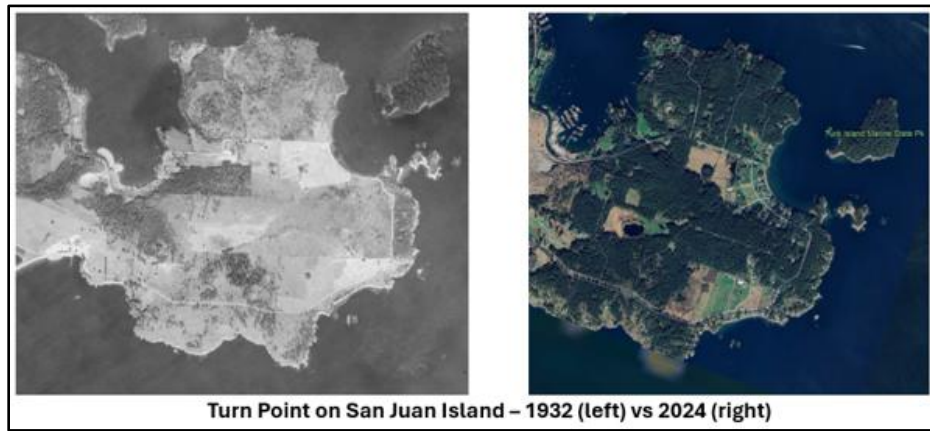 Turk Island Marine State Pk
Turn Point on San Juan Island – 1932 (left) vs 2024 (right)